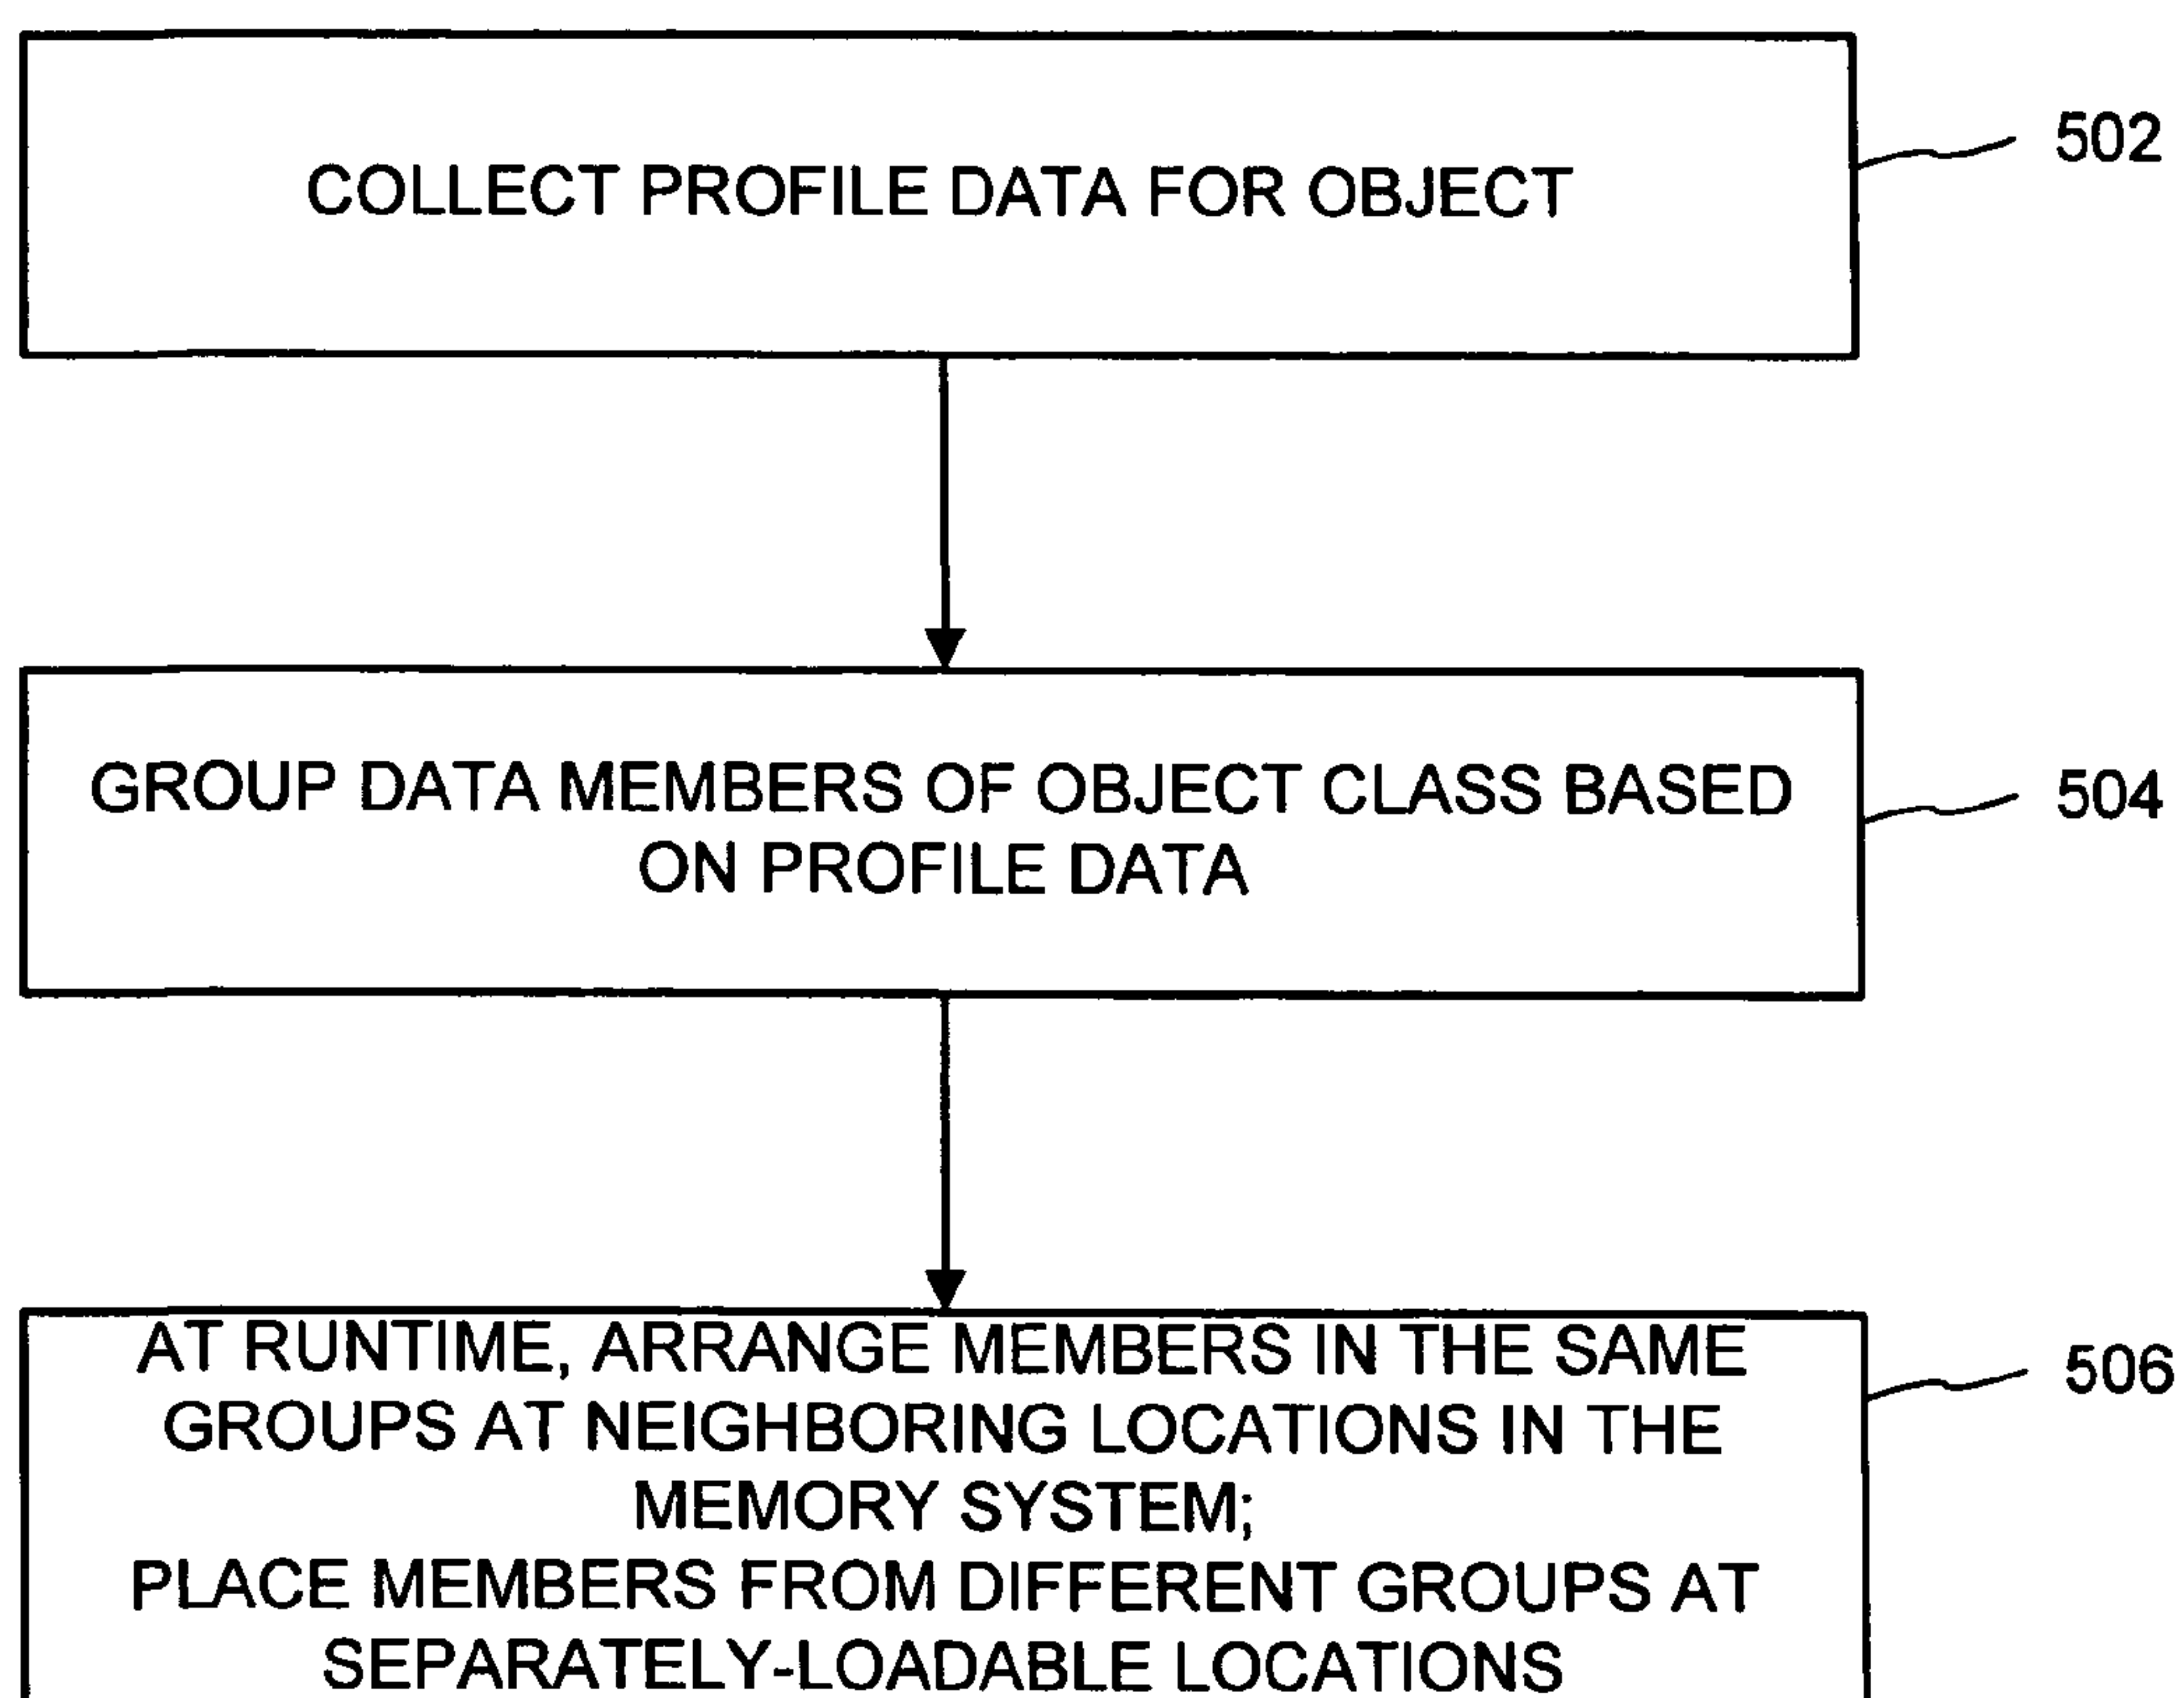 COLLECT PROFILE DATA FOR OBJECT
502
GROUP DATA MEMBERS OF OBJECT CLASS BASED
ON PROFILE DATA
504
AT RUNTIME, ARRANGE MEMBERS IN THE SAME
GROUPS AT NEIGHBORING LOCATIONS IN THE
MEMORY SYSTEM;
PLACE MEMBERS FROM DIFFERENT GROUPS AT
SEPARATELY-LOADABLE LOCATIONS
506